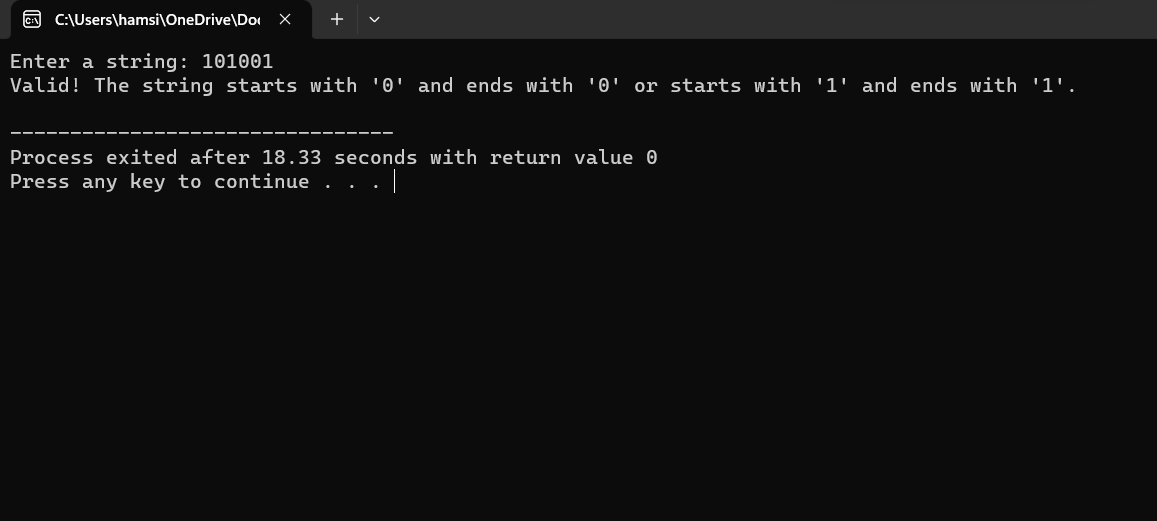 C:\Users\hamsi\OneDrive\Do
Enter a string: 101001
Valid! The string starts with '0' and ends with '0' or starts with '1' and ends with '1'.
--------------------------------
Process exited after 18.33 seconds with return value 0
Press any key to continue . . .